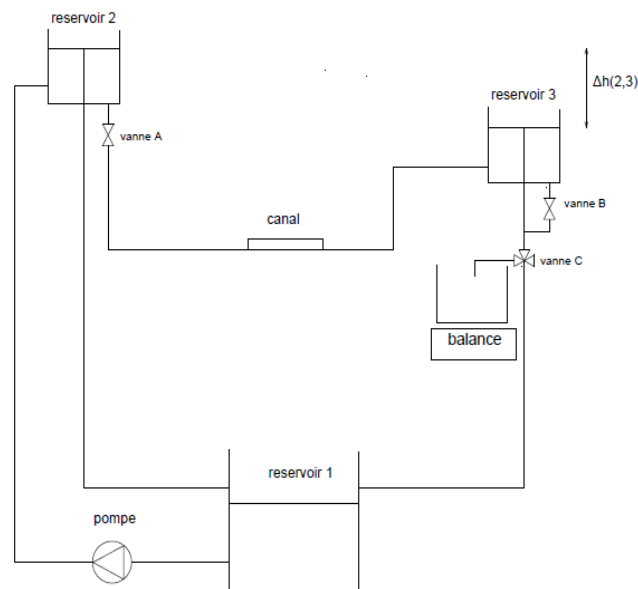 reservoir 2
Δh(2,3)
reservoir 3
vanne A
vanne B
canal
vanne C
balance
reservoir 1
pompe